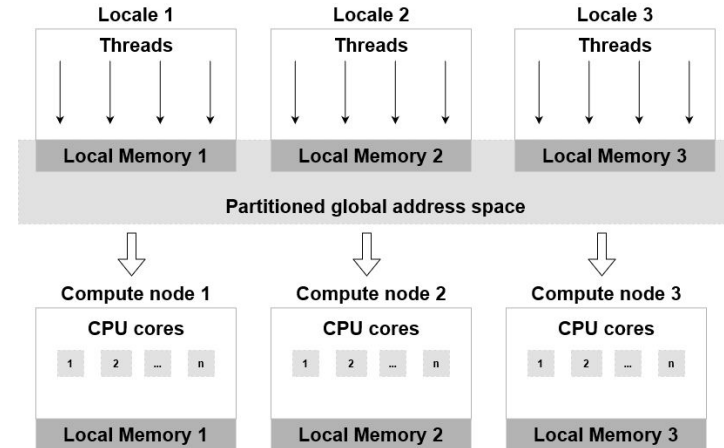 Locale 1 Locale 2 Locale 3
Threads Threads Threads
Local Memory 1 Local Memory 2 Local Memory 3
Partitioned global address space
Compute node 1 Compute node 2 Compute node 3
CPU cores CPU cores CPU cores
1 2 ... n 1 2 ... n 1 2 ... n
Local Memory 1 Local Memory 2 Local Memory 3